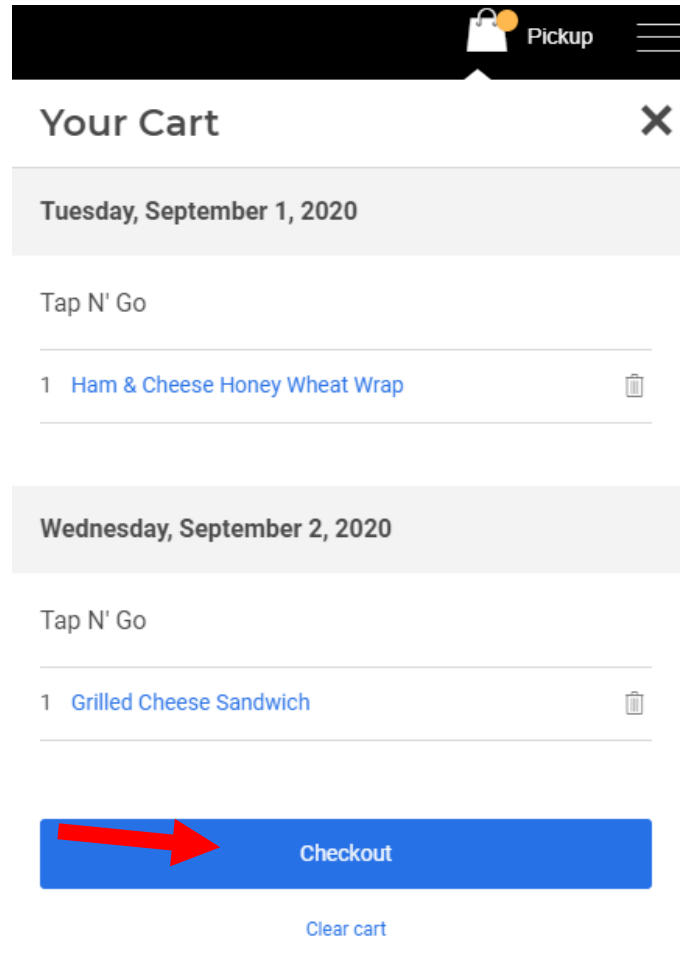 Pickup
Your Cart
Tuesday, September 1, 2020
Tap N' Go
1 Ham & Cheese Honey Wheat Wrap
Wednesday, September 2, 2020
Tap N' Go
1 Grilled Cheese Sandwich
Checkout
Clear cart